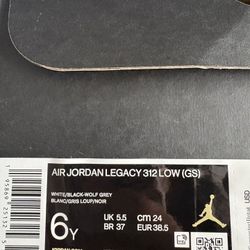 AIR JORDAN LEGACY 312 LOW (GS)
WHITE/BLACK-WOLF GREY
BLANC/GRIS LOUP/NOIR
6Y
UK 5.5
CM 24
BR 37
EUR 38.5
USD